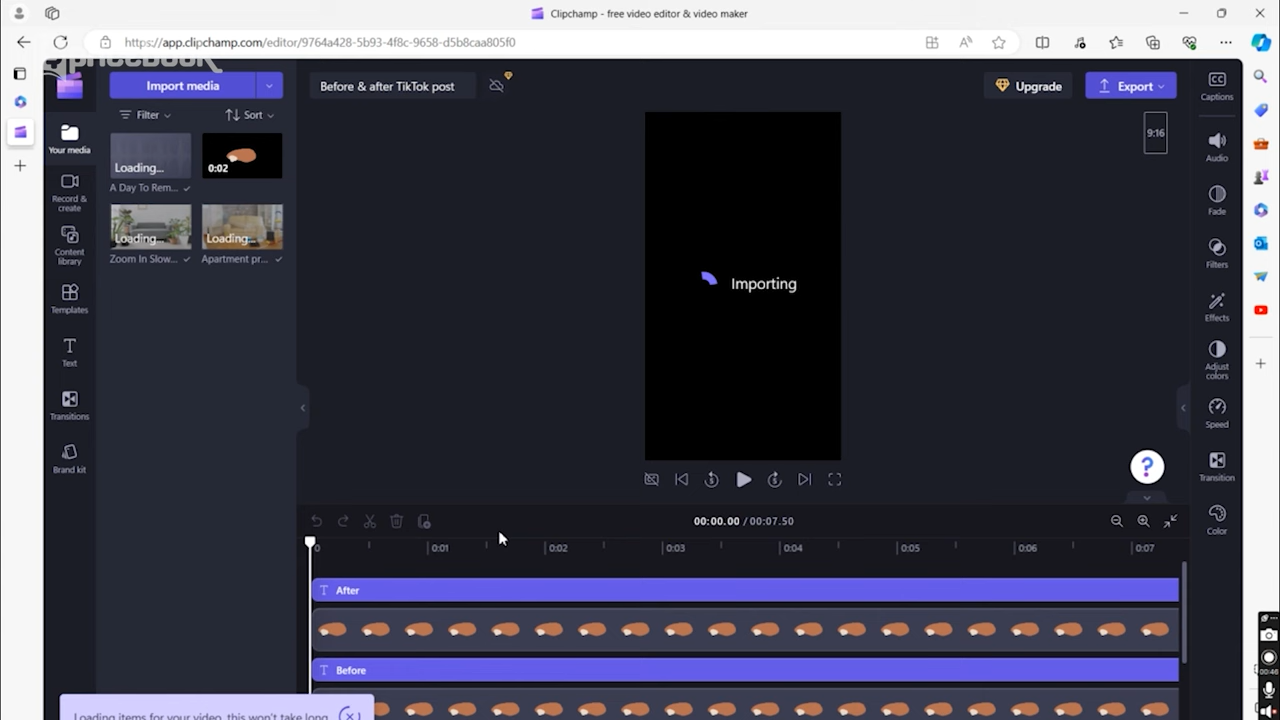 Clipchamp - free video editor & video maker
https://app.clipchamp.com/editor/9764a428-5b93-4f8c-9658-d5b8caa805f0
pricebook
Import media
Before & after TikTok post
Upgrade
Export
Captions
Filter
Sort
9:16
Your media
Loading...
0:02
Audio
A Day To Rem...
Record &
create
Fade
Loading...
Loading...
Content
library
Zoom In Slow...
Apartment pr...
Filters
Importing
Templates
Effects
Text
Adjust
colors
Transitions
Speed
Brand kit
5
5
?
Transition
00:00.00 / 00:07.50
Color
0
0:01
0:02
0:03
0:04
0:05
0:06
0:07
T After
T Before
00:46
Loading items for your video, this won't take long